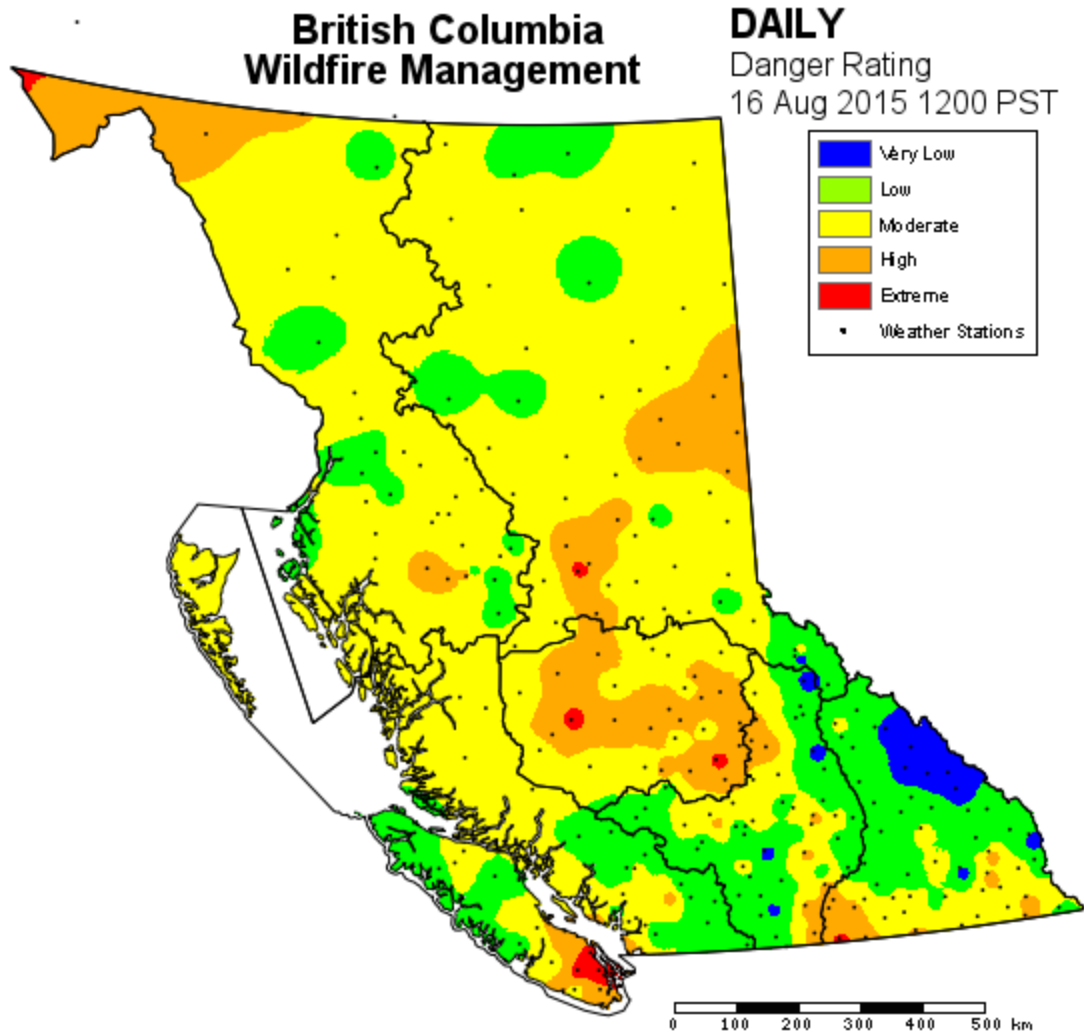 British Columbia
Wildfire Management
DAILY
Danger Rating
16 Aug 2015 1200 PST
Very Low
Low
Moderate
High
Extreme
Weather Stations
0 100 200 300 400 500 km